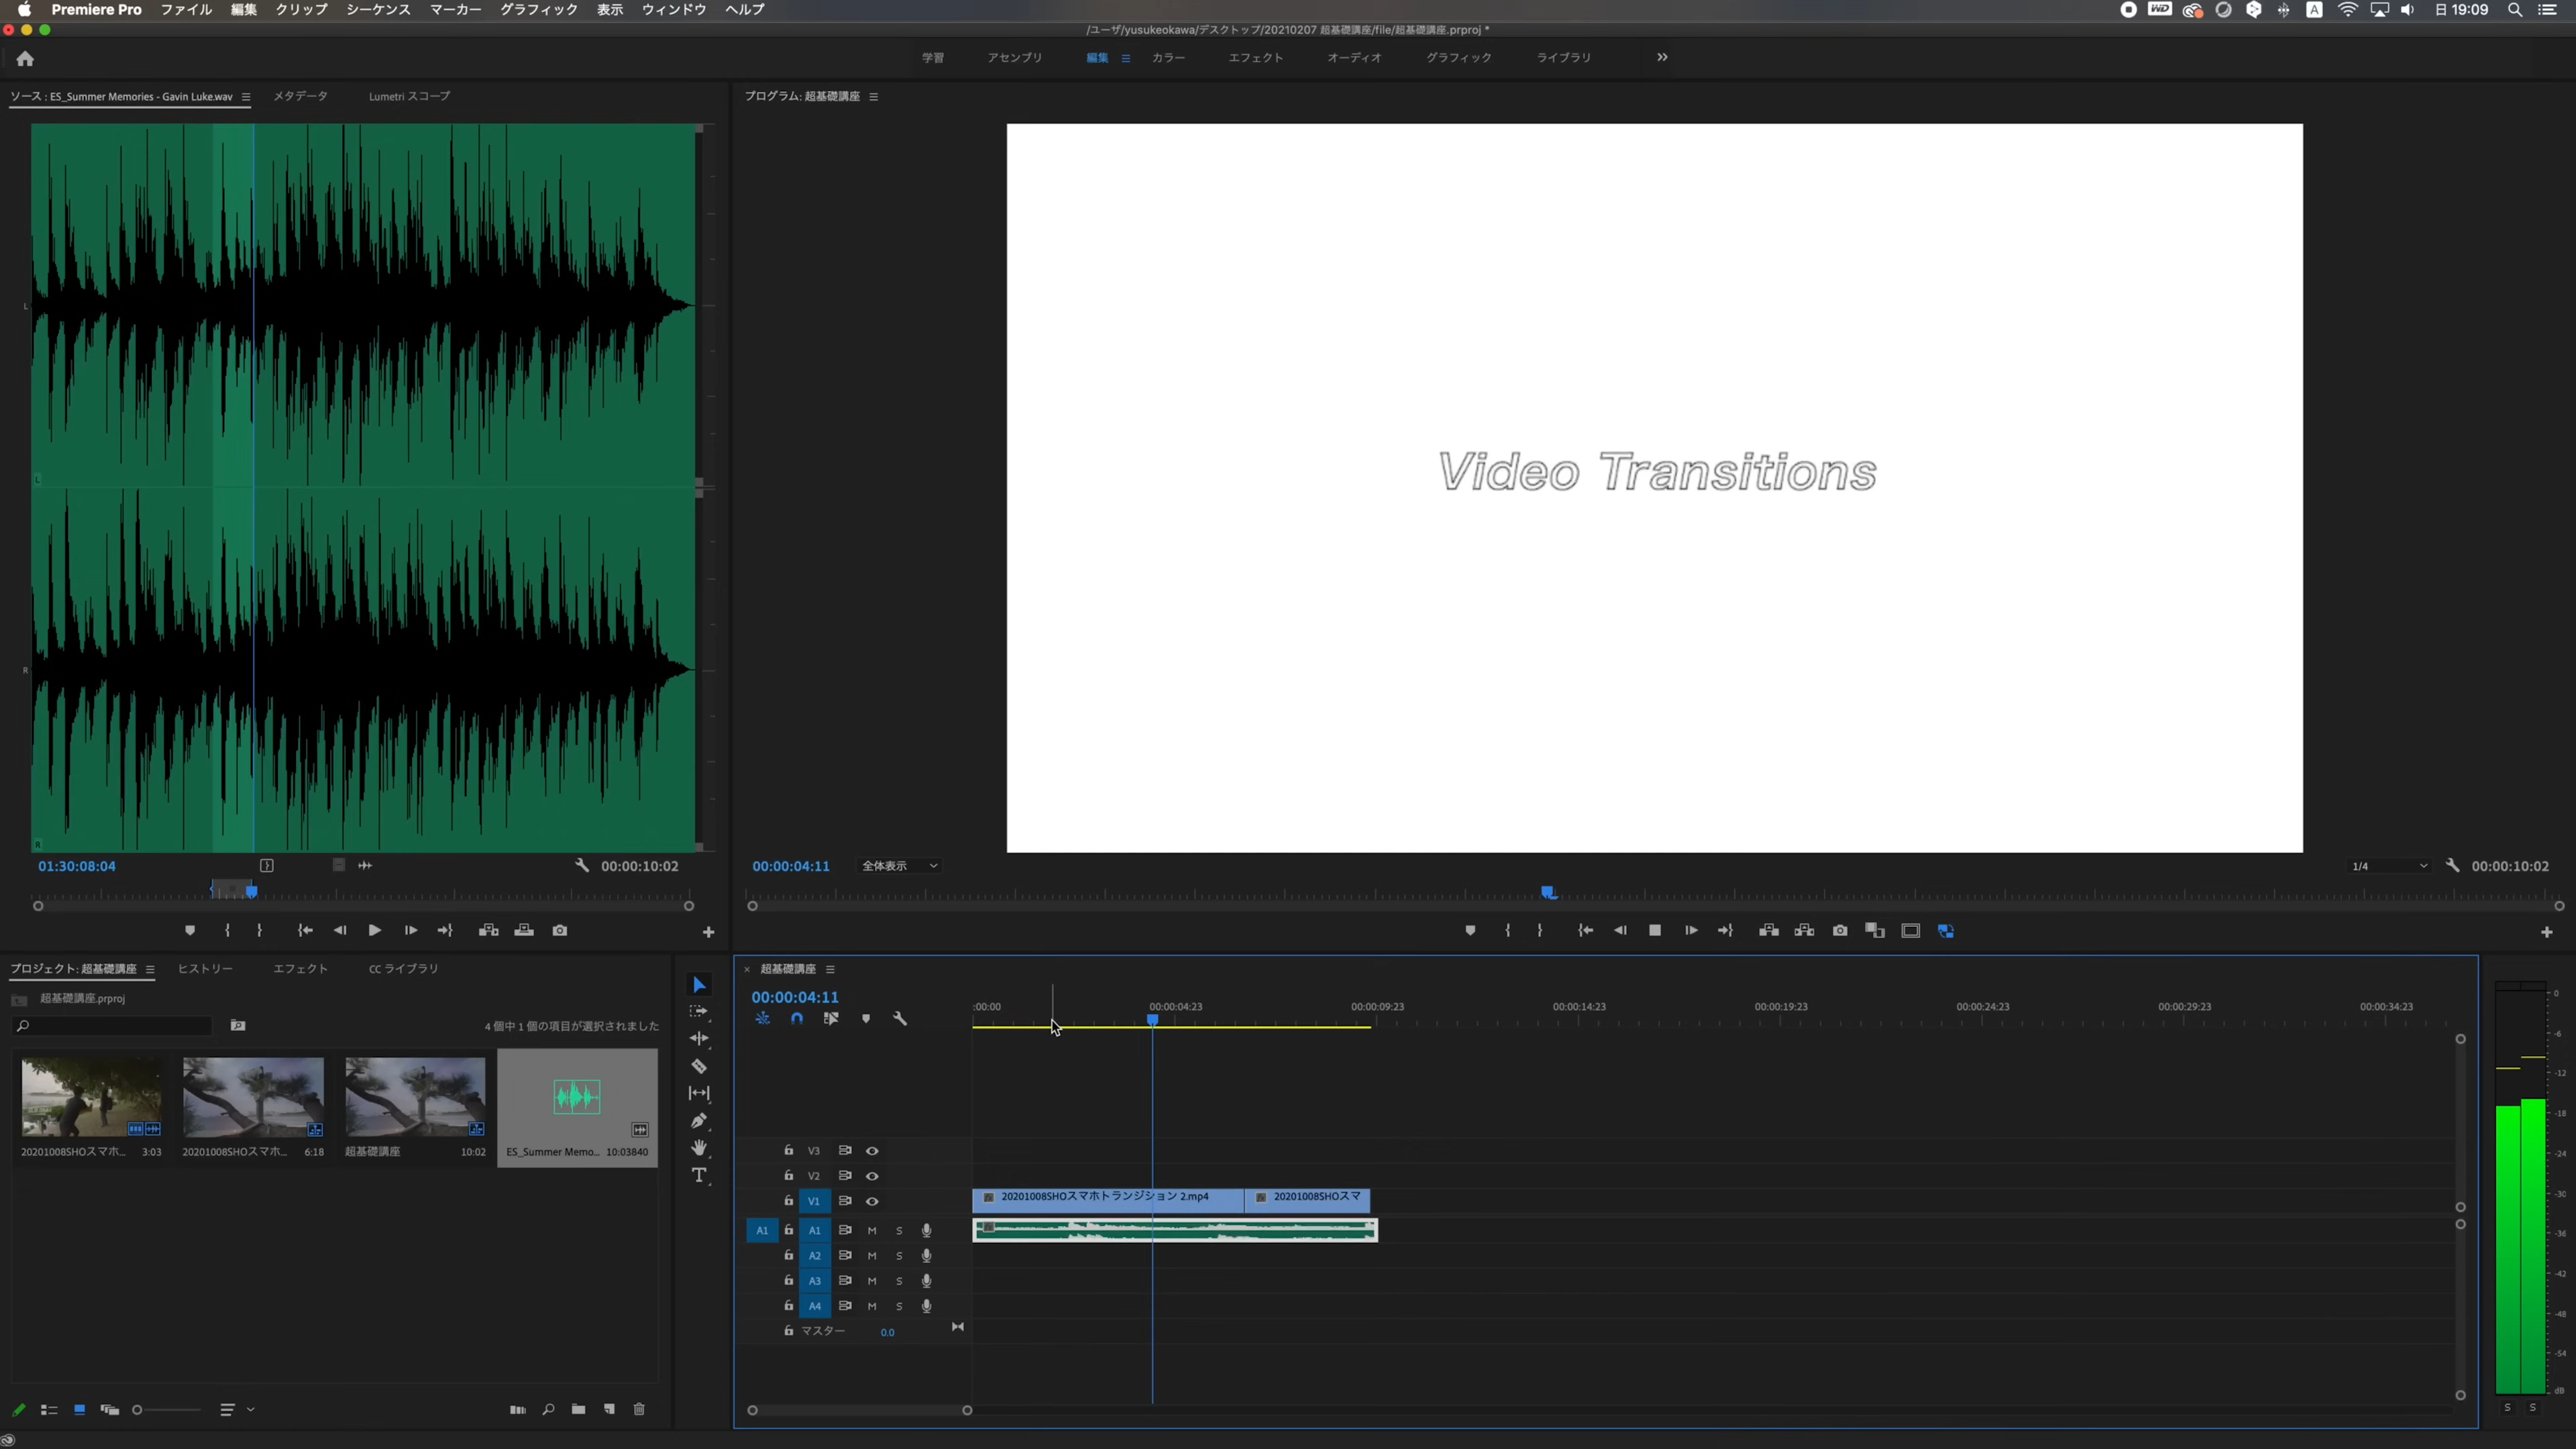 Premiere Pro ファイル 編集 クリップ シーケンス マーカー グラフィック 表示 ウィンドウ ヘルプ
WD A 日 19:09
/ユーザ/yusukeokawa/デスクトップ/20210207 超基礎講座/file/超基礎講座.prproj *
学習 アセンブリ 編集 カラー エフェクト オーディオ グラフィック ライブラリ
ソース : ES_Summer Memories - Gavin Luke.wav メタデータ Lumetri スコープ
プログラム: 超基礎講座
L
L
R
R
Video Transitions
01:30:08:04 00:00:10:02
00:00:04:11 全体表示 1/4 00:00:10:02
プロジェクト: 超基礎講座 ヒストリー エフェクト CC ライブラリ
超基礎講座.prproj
4 個中 1 個の項目が選択されました
20201008SHOスマホ... 3:03
20201008SHOスマホ... 6:18
超基礎講座 10:02
ES_Summer Memo... 10:03840
× 超基礎講座
00:00:04:11
:00:00 00:00:04:23 00:00:09:23 00:00:14:23 00:00:19:23 00:00:24:23 00:00:29:23 00:00:34:23
V3
V2
V1
20201008SHOスマホトランジション 2.mp4 20201008SHOスマ
A1 A1 M S
A2 M S
A3 M S
A4 M S
マスター 0.0
0
-6
-12
-18
-24
-30
-36
-42
-48
-54
dB
S S